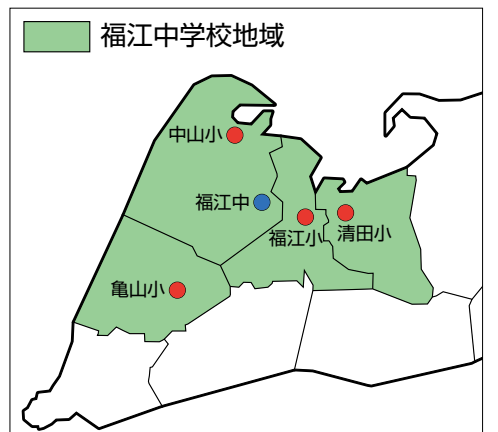 福江中学校地域
中山小
福江中
福江小
清田小
亀山小